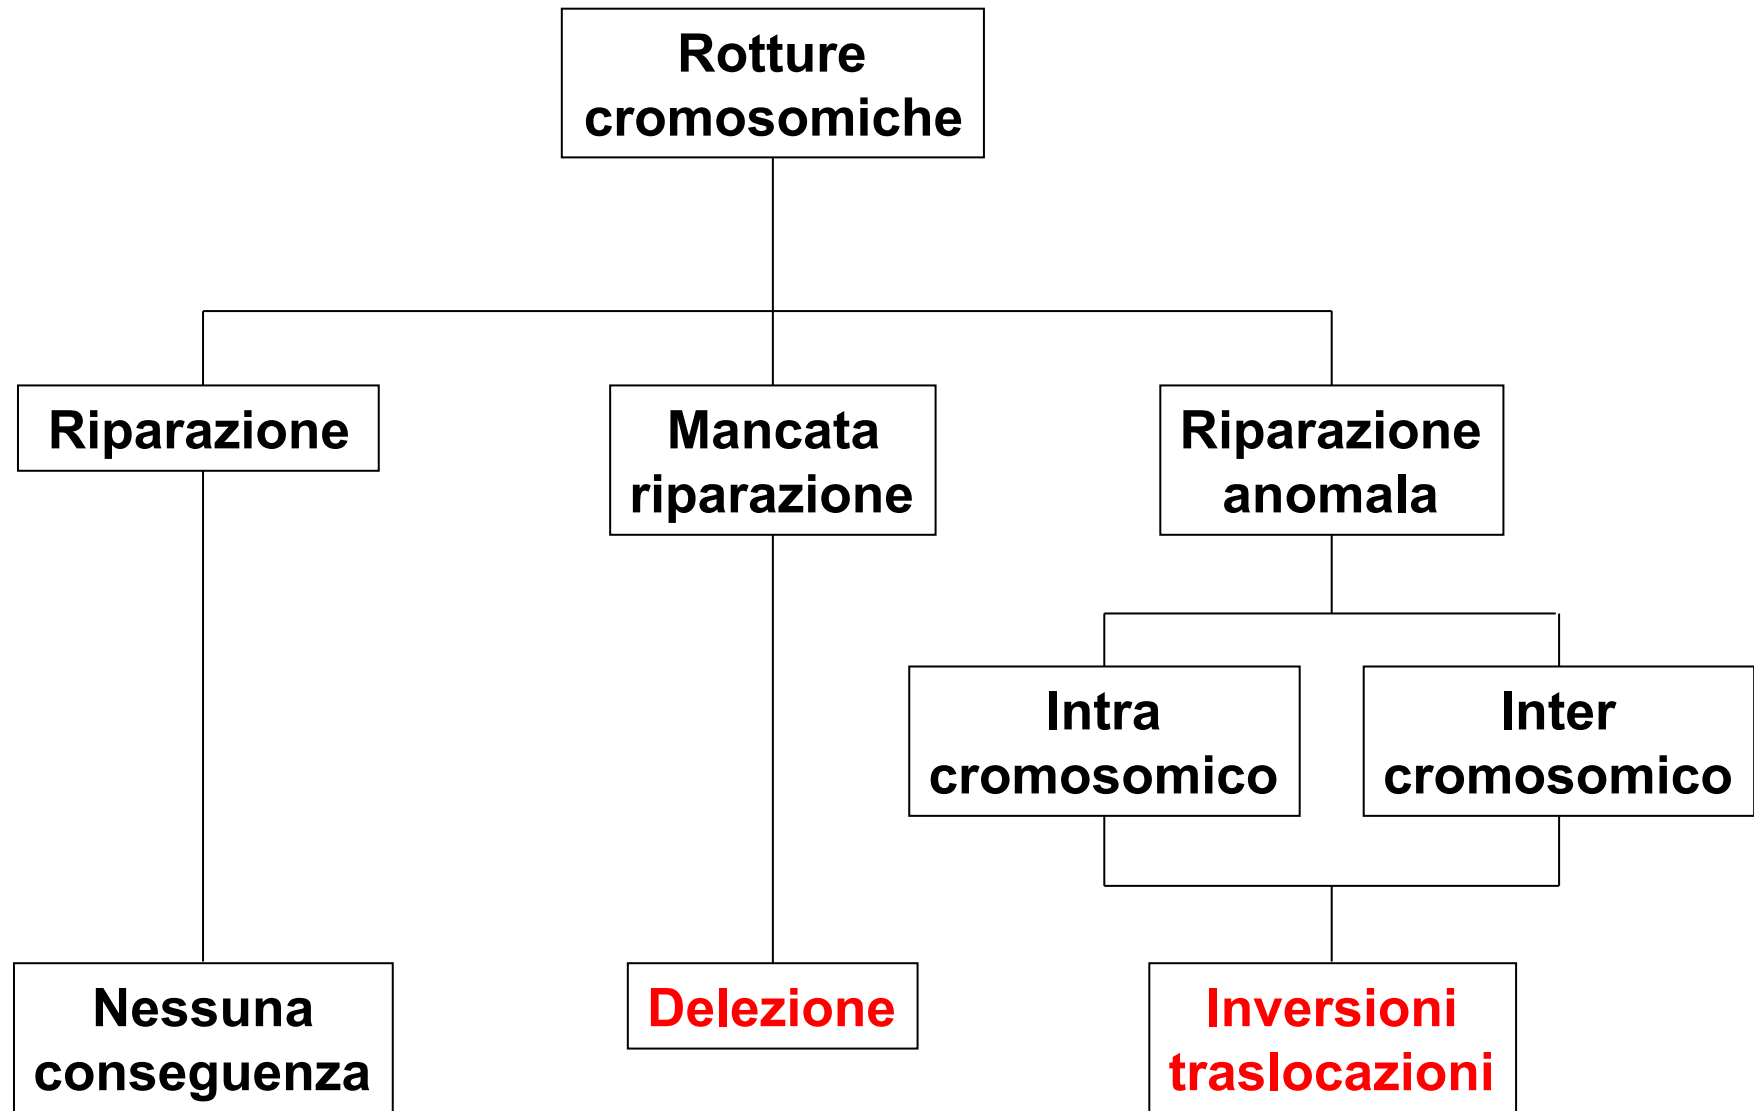 Rotture
cromosomiche
Riparazione
Mancata
riparazione
Riparazione
anomala
Intra
cromosomico
Inter
cromosomico
Nessuna
conseguenza
Delezione
Inversioni
traslocazioni